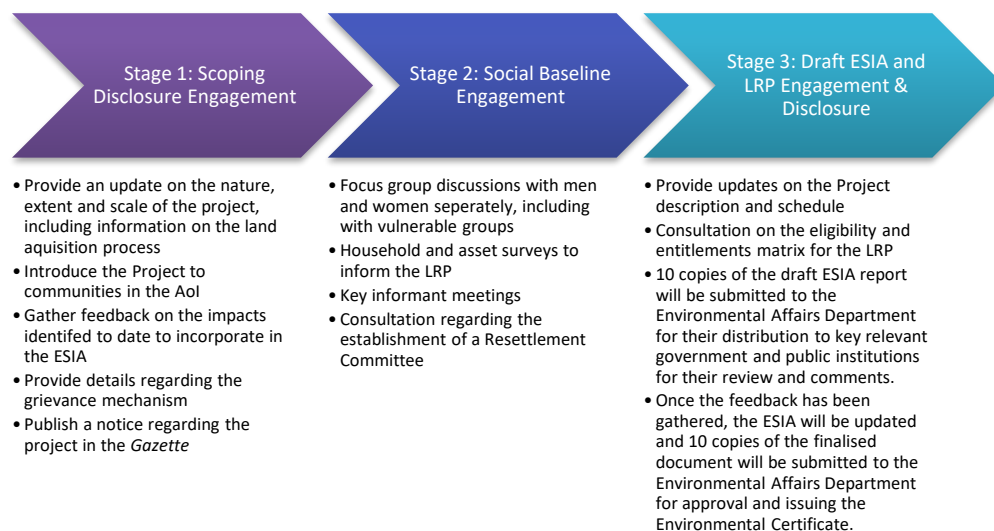 Stage 1: Scoping
Disclosure Engagement
• Provide an update on the nature,
extent and scale of the project,
including information on the land
aquisition process
• Introduce the Project to
communities in the AoI
• Gather feedback on the impacts
identifed to date to incorporate in
the ESIA
• Provide details regarding the
grievance mechanism
• Publish a notice regarding the
project in the Gazette
Stage 2: Social Baseline
Engagement
• Focus group discussions with men
and women seperately, including
with vulnerable groups
• Household and asset surveys to
inform the LRP
• Key informant meetings
• Consultation regarding the
establishment of a Resettlement
Committee
Stage 3: Draft ESIA and
LRP Engagement &
Disclosure
• Provide updates on the Project
description and schedule
• Consultation on the eligibility and
entitlements matrix for the LRP
• 10 copies of the draft ESIA report
will be submitted to the
Environmental Affairs Department
for their distribution to key relevant
government and public institutions
for their review and comments.
• Once the feedback has been
gathered, the ESIA will be updated
and 10 copies of the finalised
document will be submitted to the
Environmental Affairs Department
for approval and issuing the
Environmental Certificate.